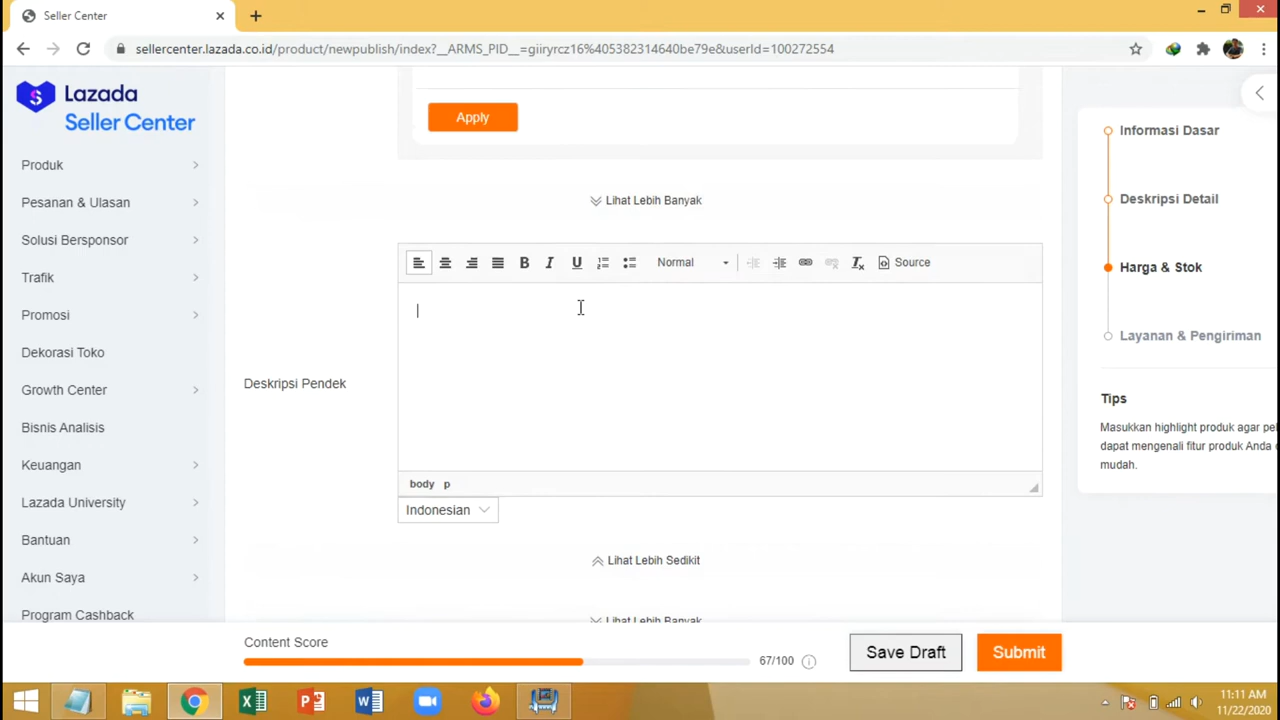 Seller Center
sellercenter.lazada.co.id/product/newpublish/index?__ARMS_PID__=giiryrcz16%405382314640be79e&userId=100272554
Lazada
Seller Center
Produk
Pesanan & Ulasan
Solusi Bersponsor
Trafik
Promosi
Dekorasi Toko
Growth Center
Bisnis Analisis
Keuangan
Lazada University
Bantuan
Akun Saya
Program Cashback
Apply
Lihat Lebih Banyak
Normal
Source
Deskripsi Pendek
body p
Indonesian
Lihat Lebih Sedikit
Lihat Lebih Banyak
Content Score
67/100
Save Draft
Submit
Informasi Dasar
Deskripsi Detail
Harga & Stok
Layanan & Pengiriman
Tips
Masukkan highlight produk agar
dapat mengenali fitur produk Anda
mudah.
11:11 AM
11/22/2020